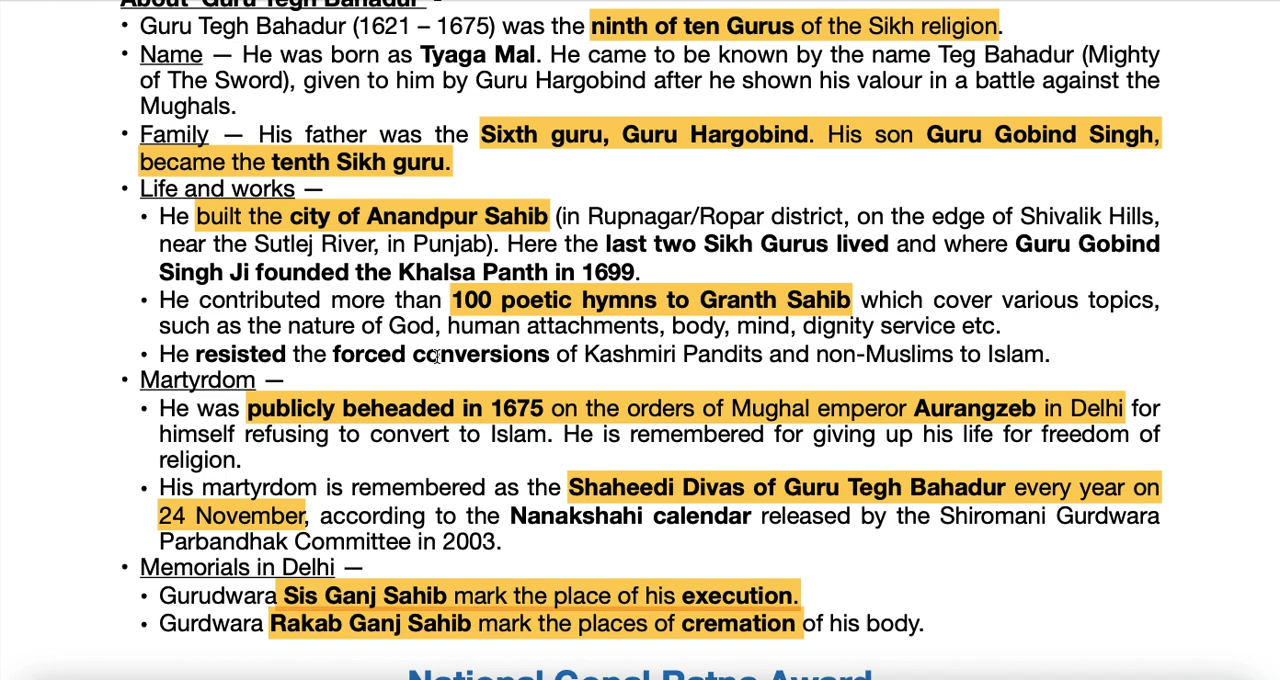 About 'Guru Tegh Bahadur' -
• Guru Tegh Bahadur (1621 – 1675) was the ninth of ten Gurus of the Sikh religion.
• Name — He was born as Tyaga Mal. He came to be known by the name Teg Bahadur (Mighty
of The Sword), given to him by Guru Hargobind after he shown his valour in a battle against the
Mughals.
• Family — His father was the Sixth guru, Guru Hargobind. His son Guru Gobind Singh,
became the tenth Sikh guru.
• Life and works —
• He built the city of Anandpur Sahib (in Rupnagar/Ropar district, on the edge of Shivalik Hills,
near the Sutlej River, in Punjab). Here the last two Sikh Gurus lived and where Guru Gobind
Singh Ji founded the Khalsa Panth in 1699.
• He contributed more than 100 poetic hymns to Granth Sahib which cover various topics,
such as the nature of God, human attachments, body, mind, dignity service etc.
• He resisted the forced conversions of Kashmiri Pandits and non-Muslims to Islam.
• Martyrdom —
• He was publicly beheaded in 1675 on the orders of Mughal emperor Aurangzeb in Delhi for
himself refusing to convert to Islam. He is remembered for giving up his life for freedom of
religion.
• His martyrdom is remembered as the Shaheedi Divas of Guru Tegh Bahadur every year on
24 November, according to the Nanakshahi calendar released by the Shiromani Gurdwara
Parbandhak Committee in 2003.
• Memorials in Delhi —
• Gurudwara Sis Ganj Sahib mark the place of his execution.
• Gurdwara Rakab Ganj Sahib mark the places of cremation of his body.
National Gopal Ratna Award